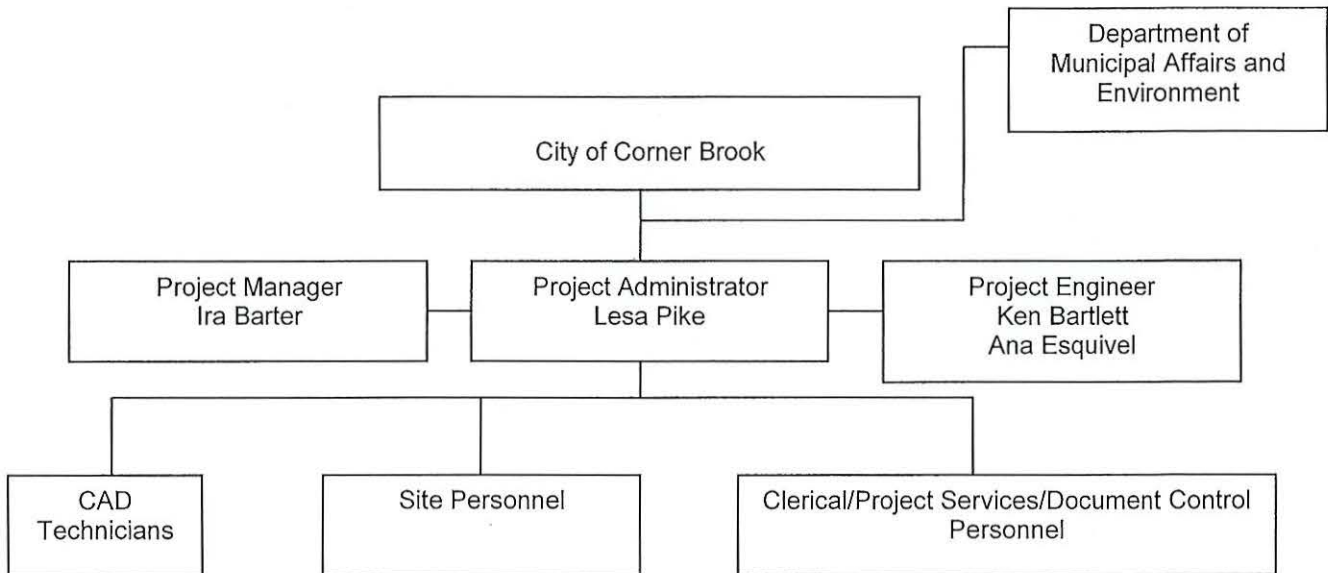 Department of
Municipal Affairs and
Environment
City of Corner Brook
Project Manager
Ira Barter
Project Administrator
Lesa Pike
Project Engineer
Ken Bartlett
Ana Esquivel
CAD
Technicians
Site Personnel
Clerical/Project Services/Document Control
Personnel